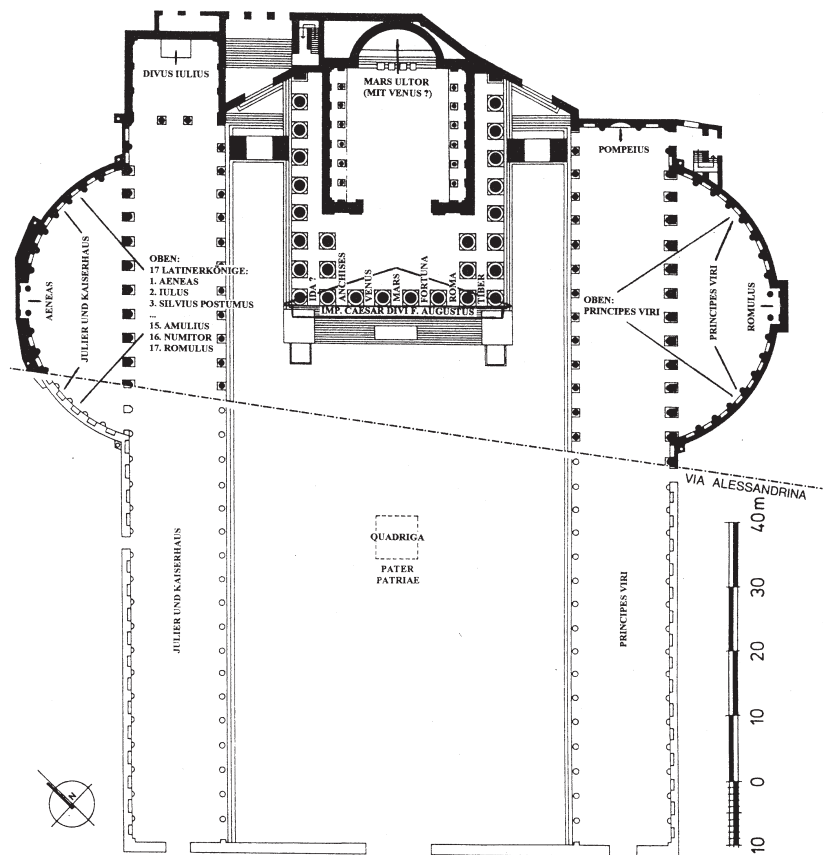 DIVUS IULIUS
MARS ULTOR
(MIT VENUS ?)
POMPEIUS
AENEAS
JULIER UND KAISERHAUS
OBEN:
17 LATINERKÖNIGE:
1. AENEAS
2. IULUS
3. SILVIUS POSTUMUS
...
15. AMULIUS
16. NUMITOR
17. ROMULUS
IDA ?
ANCHISES
VENUS
MARS
FORTUNA
ROMA
TIBER
IMP. CAESAR DIVI F. AUGUSTUS
OBEN:
PRINCIPES VIRI
PRINCIPES VIRI
ROMULUS
VIA ALESSANDRINA
QUADRIGA
PATER
PATRIAE
JULIER UND KAISERHAUS
PRINCIPES VIRI
40 m
30
20
10
0
10
N